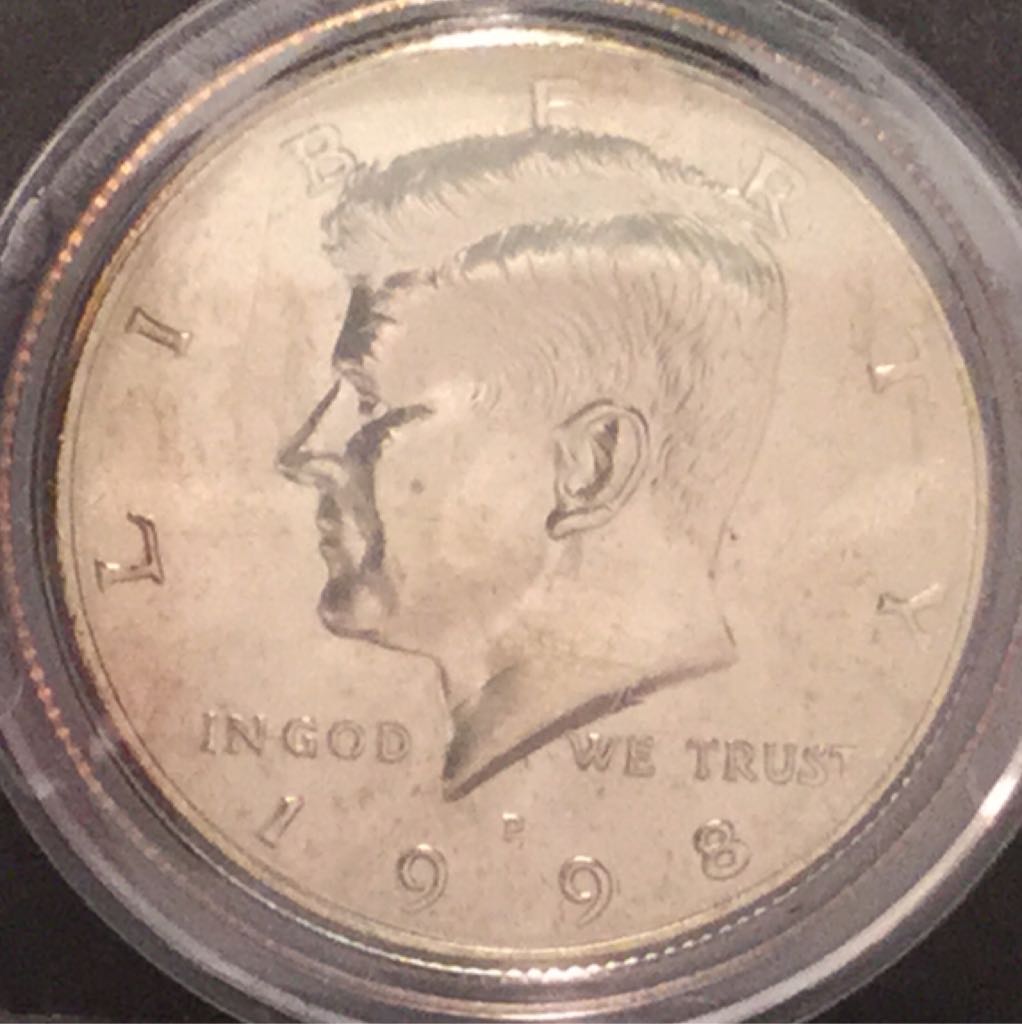 LIBERTY
IN GOD WE TRUST
P
1998